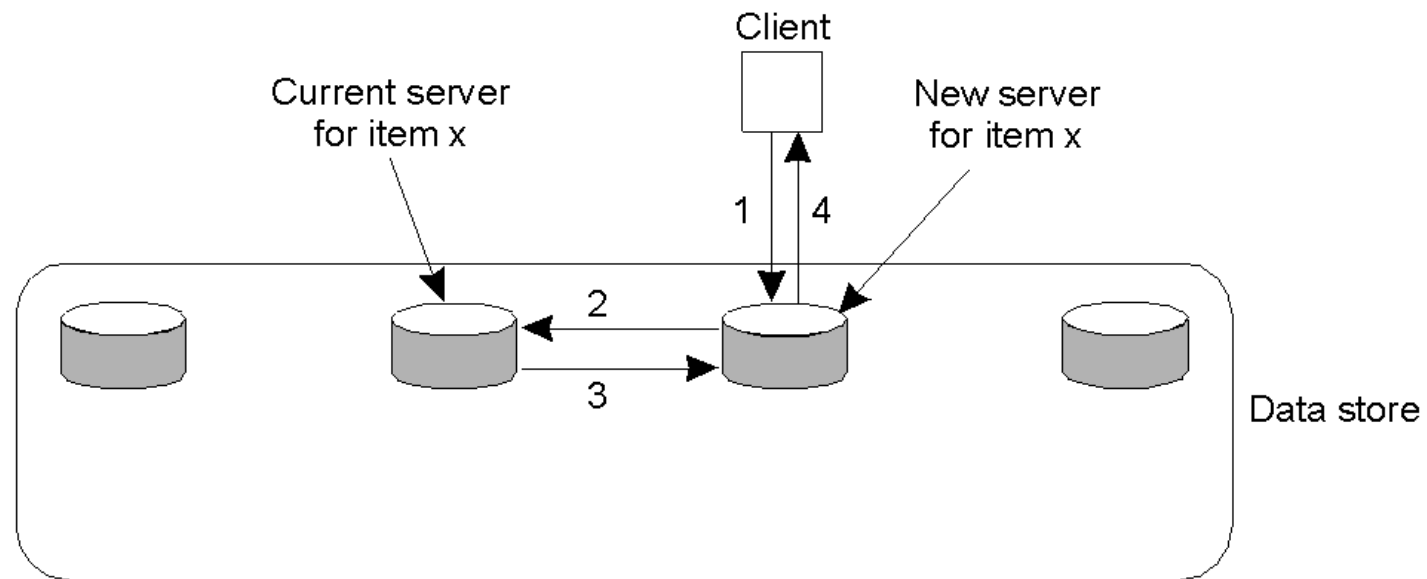 Client
Current server
for item x
New server
for item x
1
4
2
3
Data store